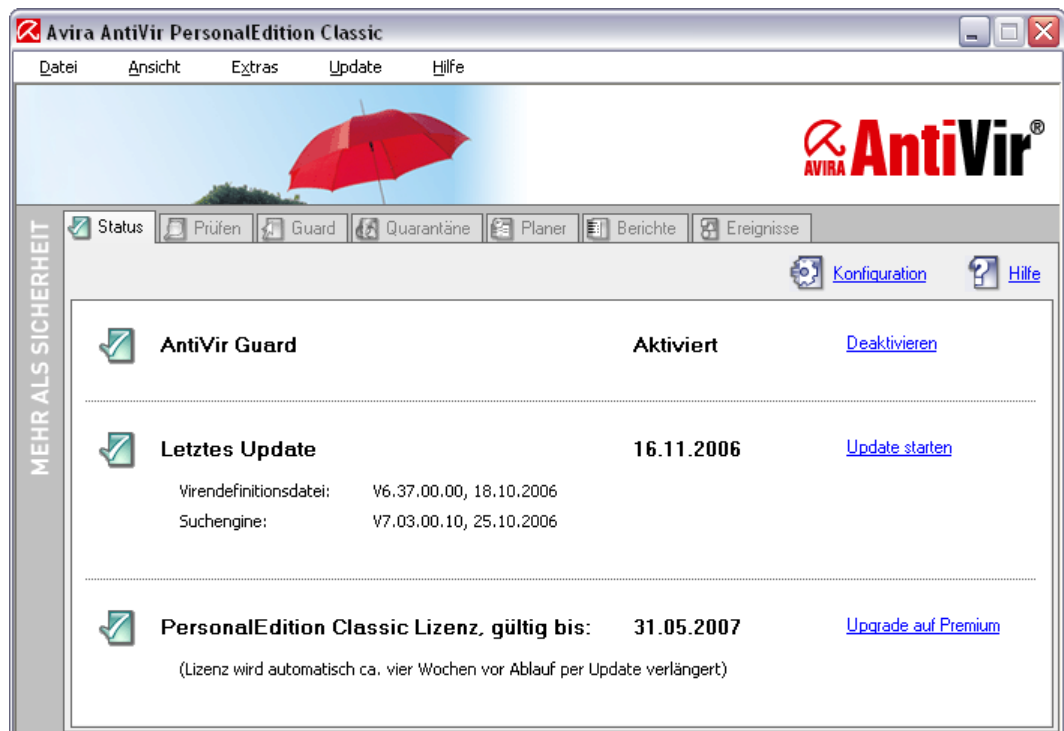 Avira AntiVir PersonalEdition Classic
Datei Ansicht Extras Update Hilfe
AVIRA AntiVir®
MEHR ALS SICHERHEIT
Status Prüfen Guard Quarantäne Planer Berichte Ereignisse
Konfiguration Hilfe
AntiVir Guard Aktiviert Deaktivieren
Letztes Update 16.11.2006 Update starten
Virendefinitionsdatei: V6.37.00.00, 18.10.2006
Suchengine: V7.03.00.10, 25.10.2006
PersonalEdition Classic Lizenz, gültig bis: 31.05.2007 Upgrade auf Premium
(Lizenz wird automatisch ca. vier Wochen vor Ablauf per Update verlängert)